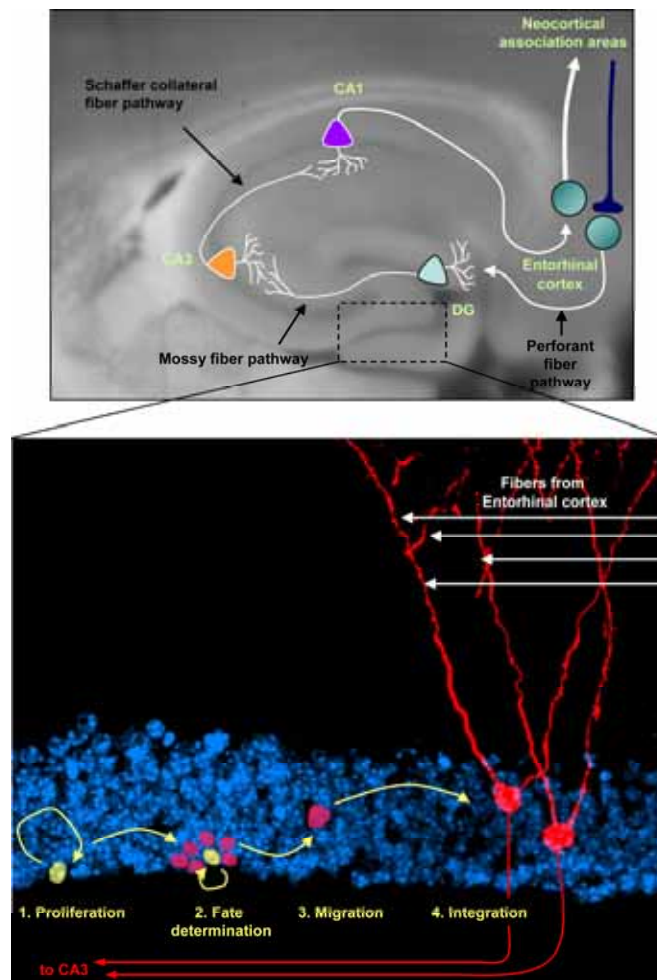 Neocortical
association areas
Schaffer collateral
fiber pathway
CA1
CA3
Entorhinal
cortex
DG
Mossy fiber pathway
Perforant
fiber
pathway
Fibers from
Entorhinal cortex
1. Proliferation
2. Fate
determination
3. Migration
4. Integration
to CA3